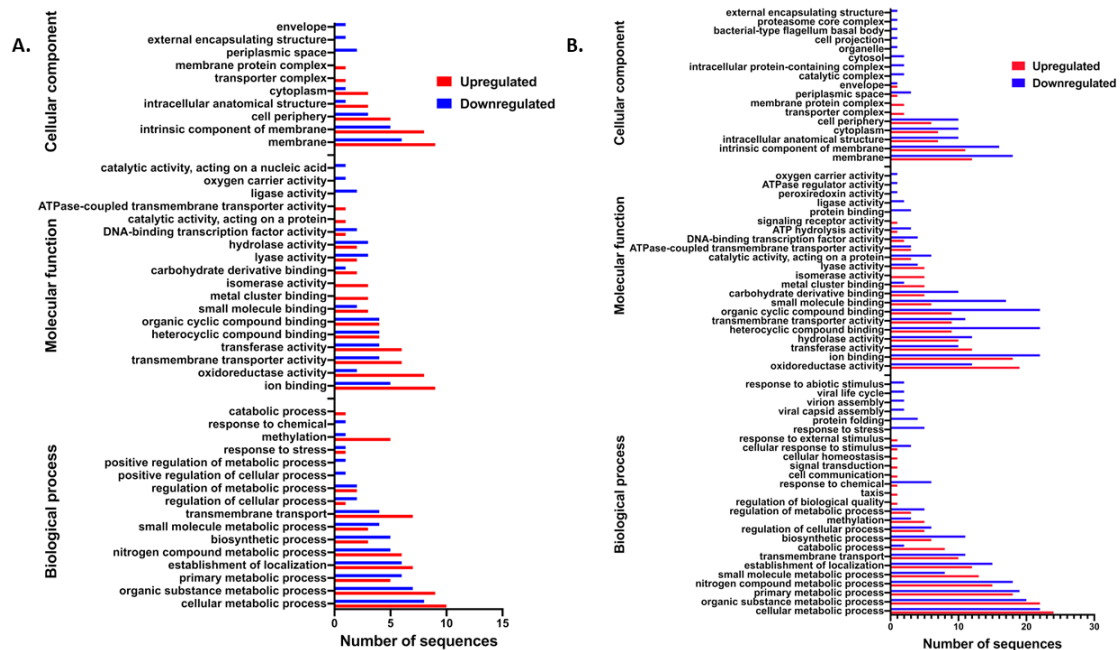 A.
Cellular component
envelope
external encapsulating structure
periplasmic space
membrane protein complex
transporter complex
cytoplasm
intracellular anatomical structure
cell periphery
intrinsic component of membrane
membrane
Upregulated
Downregulated
Molecular function
catalytic activity, acting on a nucleic acid
oxygen carrier activity
ligase activity
ATPase-coupled transmembrane transporter activity
catalytic activity, acting on a protein
DNA-binding transcription factor activity
hydrolase activity
lyase activity
carbohydrate derivative binding
isomerase activity
metal cluster binding
small molecule binding
organic cyclic compound binding
heterocyclic compound binding
transferase activity
transmembrane transporter activity
oxidoreductase activity
ion binding
Biological process
catabolic process
response to chemical
methylation
response to stress
positive regulation of metabolic process
positive regulation of cellular process
regulation of metabolic process
regulation of cellular process
transmembrane transport
small molecule metabolic process
biosynthetic process
nitrogen compound metabolic process
establishment of localization
primary metabolic process
organic substance metabolic process
cellular metabolic process
0 5 10 15
Number of sequences
B.
Cellular component
external encapsulating structure
proteasome core complex
bacterial-type flagellum basal body
cell projection
organelle
cytosol
intracellular protein-containing complex
catalytic complex
envelope
periplasmic space
membrane protein complex
transporter complex
cell periphery
cytoplasm
intracellular anatomical structure
intrinsic component of membrane
membrane
Upregulated
Downregulated
Molecular function
oxygen carrier activity
ATPase regulator activity
peroxiredoxin activity
ligase activity
protein binding
signaling receptor activity
ATP hydrolysis activity
DNA-binding transcription factor activity
ATPase-coupled transmembrane transporter activity
catalytic activity, acting on a protein
lyase activity
isomerase activity
metal cluster binding
carbohydrate derivative binding
small molecule binding
organic cyclic compound binding
transmembrane transporter activity
heterocyclic compound binding
hydrolase activity
transferase activity
ion binding
oxidoreductase activity
Biological process
response to abiotic stimulus
viral life cycle
virion assembly
viral capsid assembly
protein folding
response to stress
response to external stimulus
cellular response to stimulus
cellular homeostasis
signal transduction
cell communication
response to chemical
taxis
regulation of biological quality
regulation of metabolic process
methylation
regulation of cellular process
biosynthetic process
catabolic process
transmembrane transport
establishment of localization
small molecule metabolic process
nitrogen compound metabolic process
primary metabolic process
organic substance metabolic process
cellular metabolic process
0 10 20 30
Number of sequences